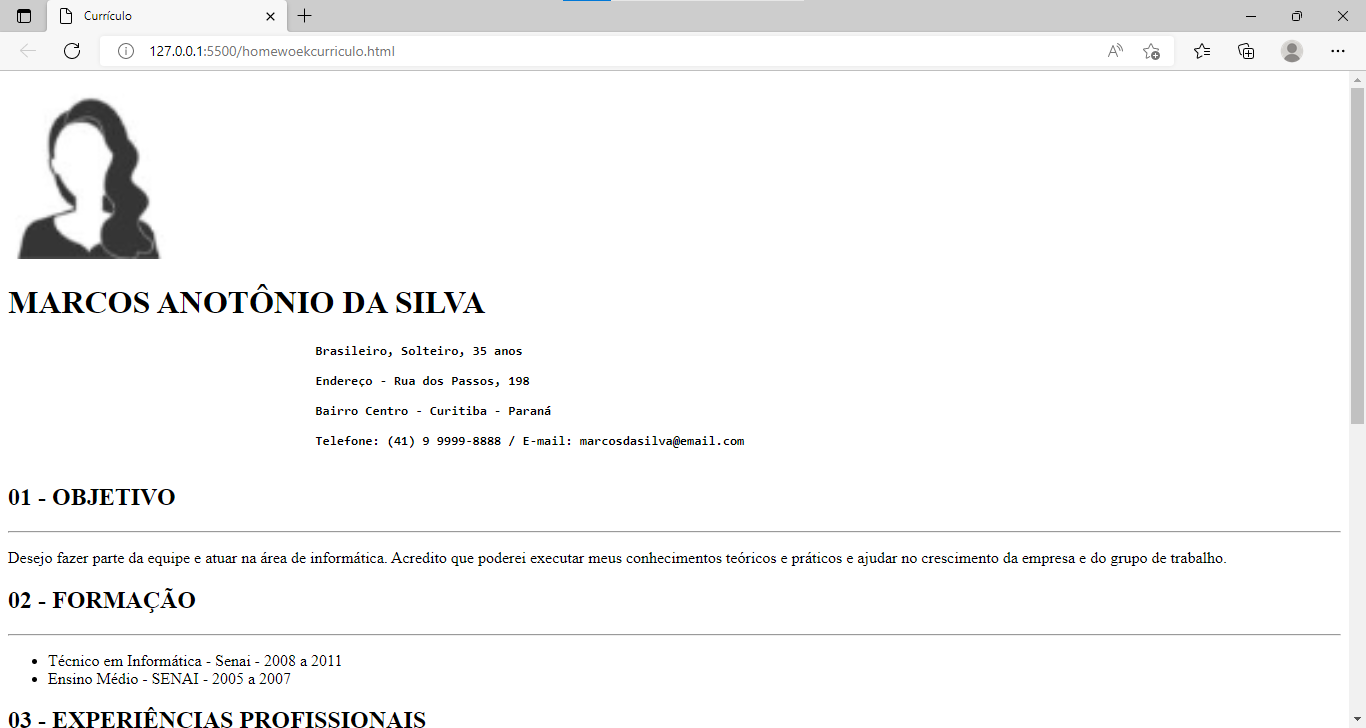 Currículo
127.0.0.1:5500/homewoekcurriculo.html
MARCOS ANOTÔNIO DA SILVA
Brasileiro, Solteiro, 35 anos
Endereço - Rua dos Passos, 198
Bairro Centro - Curitiba - Paraná
Telefone: (41) 9 9999-8888 / E-mail: marcosdasilva@email.com
01 - OBJETIVO
Desejo fazer parte da equipe e atuar na área de informática. Acredito que poderei executar meus conhecimentos teóricos e práticos e ajudar no crescimento da empresa e do grupo de trabalho.
02 - FORMAÇÃO
Técnico em Informática - Senai - 2008 a 2011
Ensino Médio - SENAI - 2005 a 2007
03 - EXPERIÊNCIAS PROFISSIONAIS